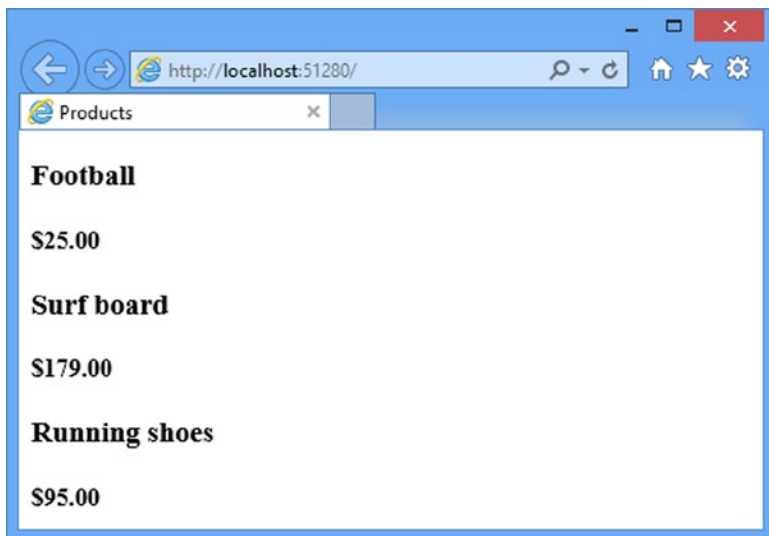 http://localhost:51280/
Products
Football
$25.00
Surf board
$179.00
Running shoes
$95.00